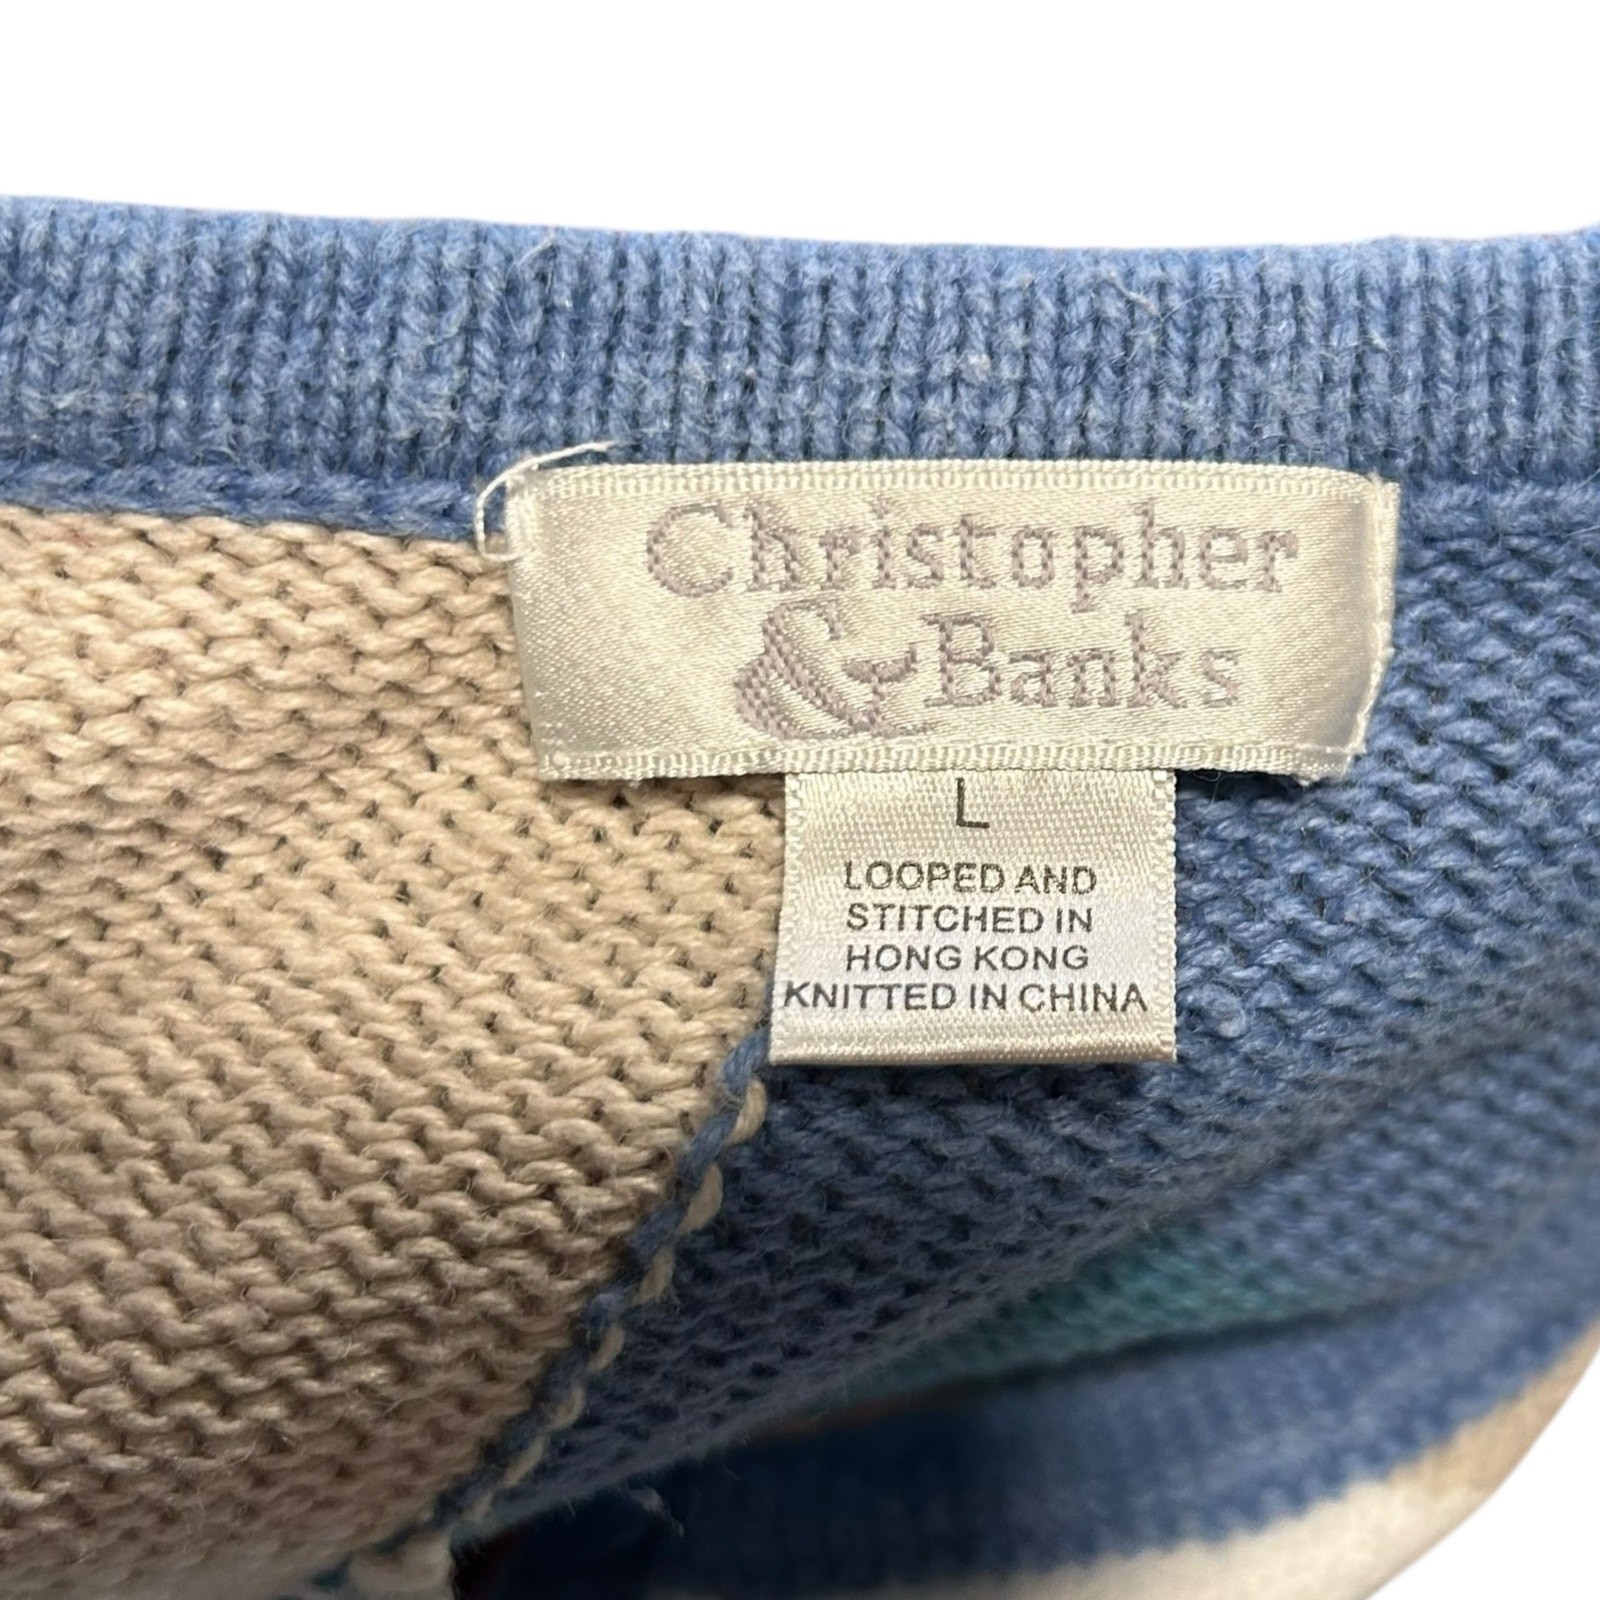 Christopher
& Banks
L
LOOPED AND
STITCHED IN
HONG KONG
KNITTED IN CHINA